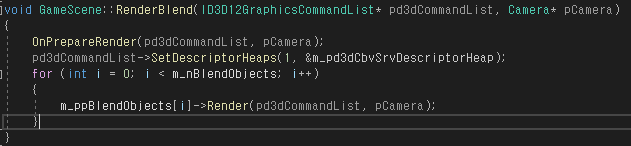 void GameScene::RenderBlend(ID3D12GraphicsCommandList* pd3dCommandList, Camera* pCamera)
{
OnPrepareRender(pd3dCommandList, pCamera);
pd3dCommandList->SetDescriptorHeaps(1, &m_pd3dCbvSrvDescriptorHeap);
for (int i = 0; i < m_nBlendObjects; i++)
{
m_ppBlendObjects[i]->Render(pd3dCommandList, pCamera);
}
}